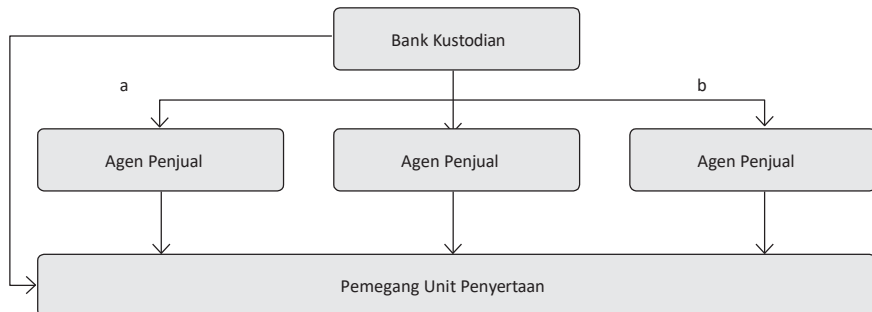 Bank Kustodian
a
b
Agen Penjual
Agen Penjual
Agen Penjual
Pemegang Unit Penyertaan